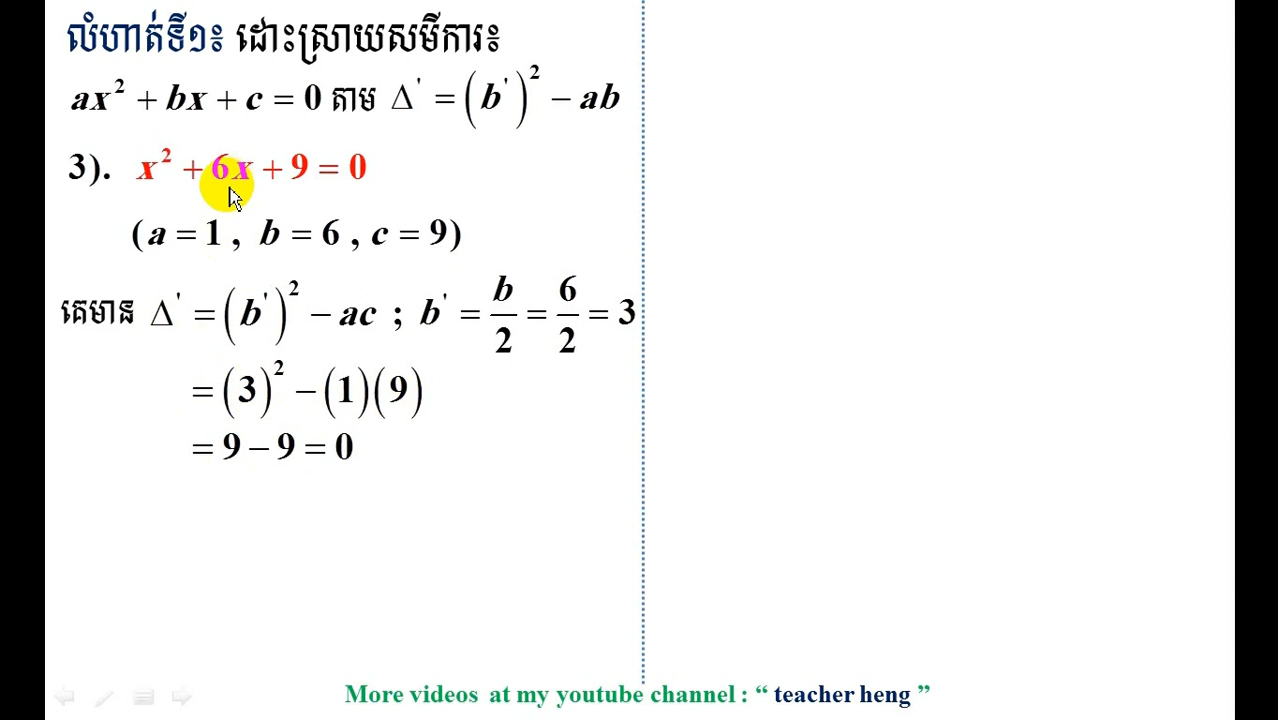 លំហាត់ទី១៖ ដោះស្រាយសមីការ៖
ax² + bx + c = 0 តាម Δ' = (b')² − ab
3). x² + 6x + 9 = 0
(a = 1 , b = 6 , c = 9)
គេមាន Δ' = (b')² − ac ; b' = b/2 = 6/2 = 3
= (3)² − (1)(9)
= 9 − 9 = 0
More videos at my youtube channel : “ teacher heng ”